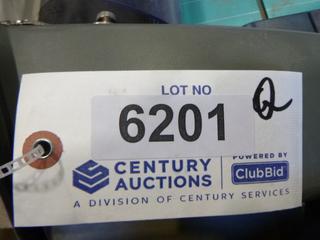 LOT NO
6201
Q
CENTURY
AUCTIONS
POWERED BY
ClubBid
A DIVISION OF CENTURY SERVICES